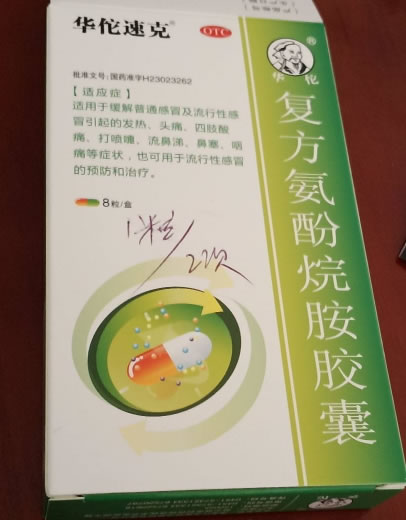 华佗速克®
OTC
®
华佗
批准文号：国药准字H23023262
【适应症】
适用于缓解普通感冒及流行性感
冒引起的发热、头痛、四肢酸
痛、打喷嚏、流鼻涕、鼻塞、咽
痛等症状，也可用于流行性感冒
的预防和治疗。
8粒/盒
1粒/2次
复方氨酚烷胺胶囊